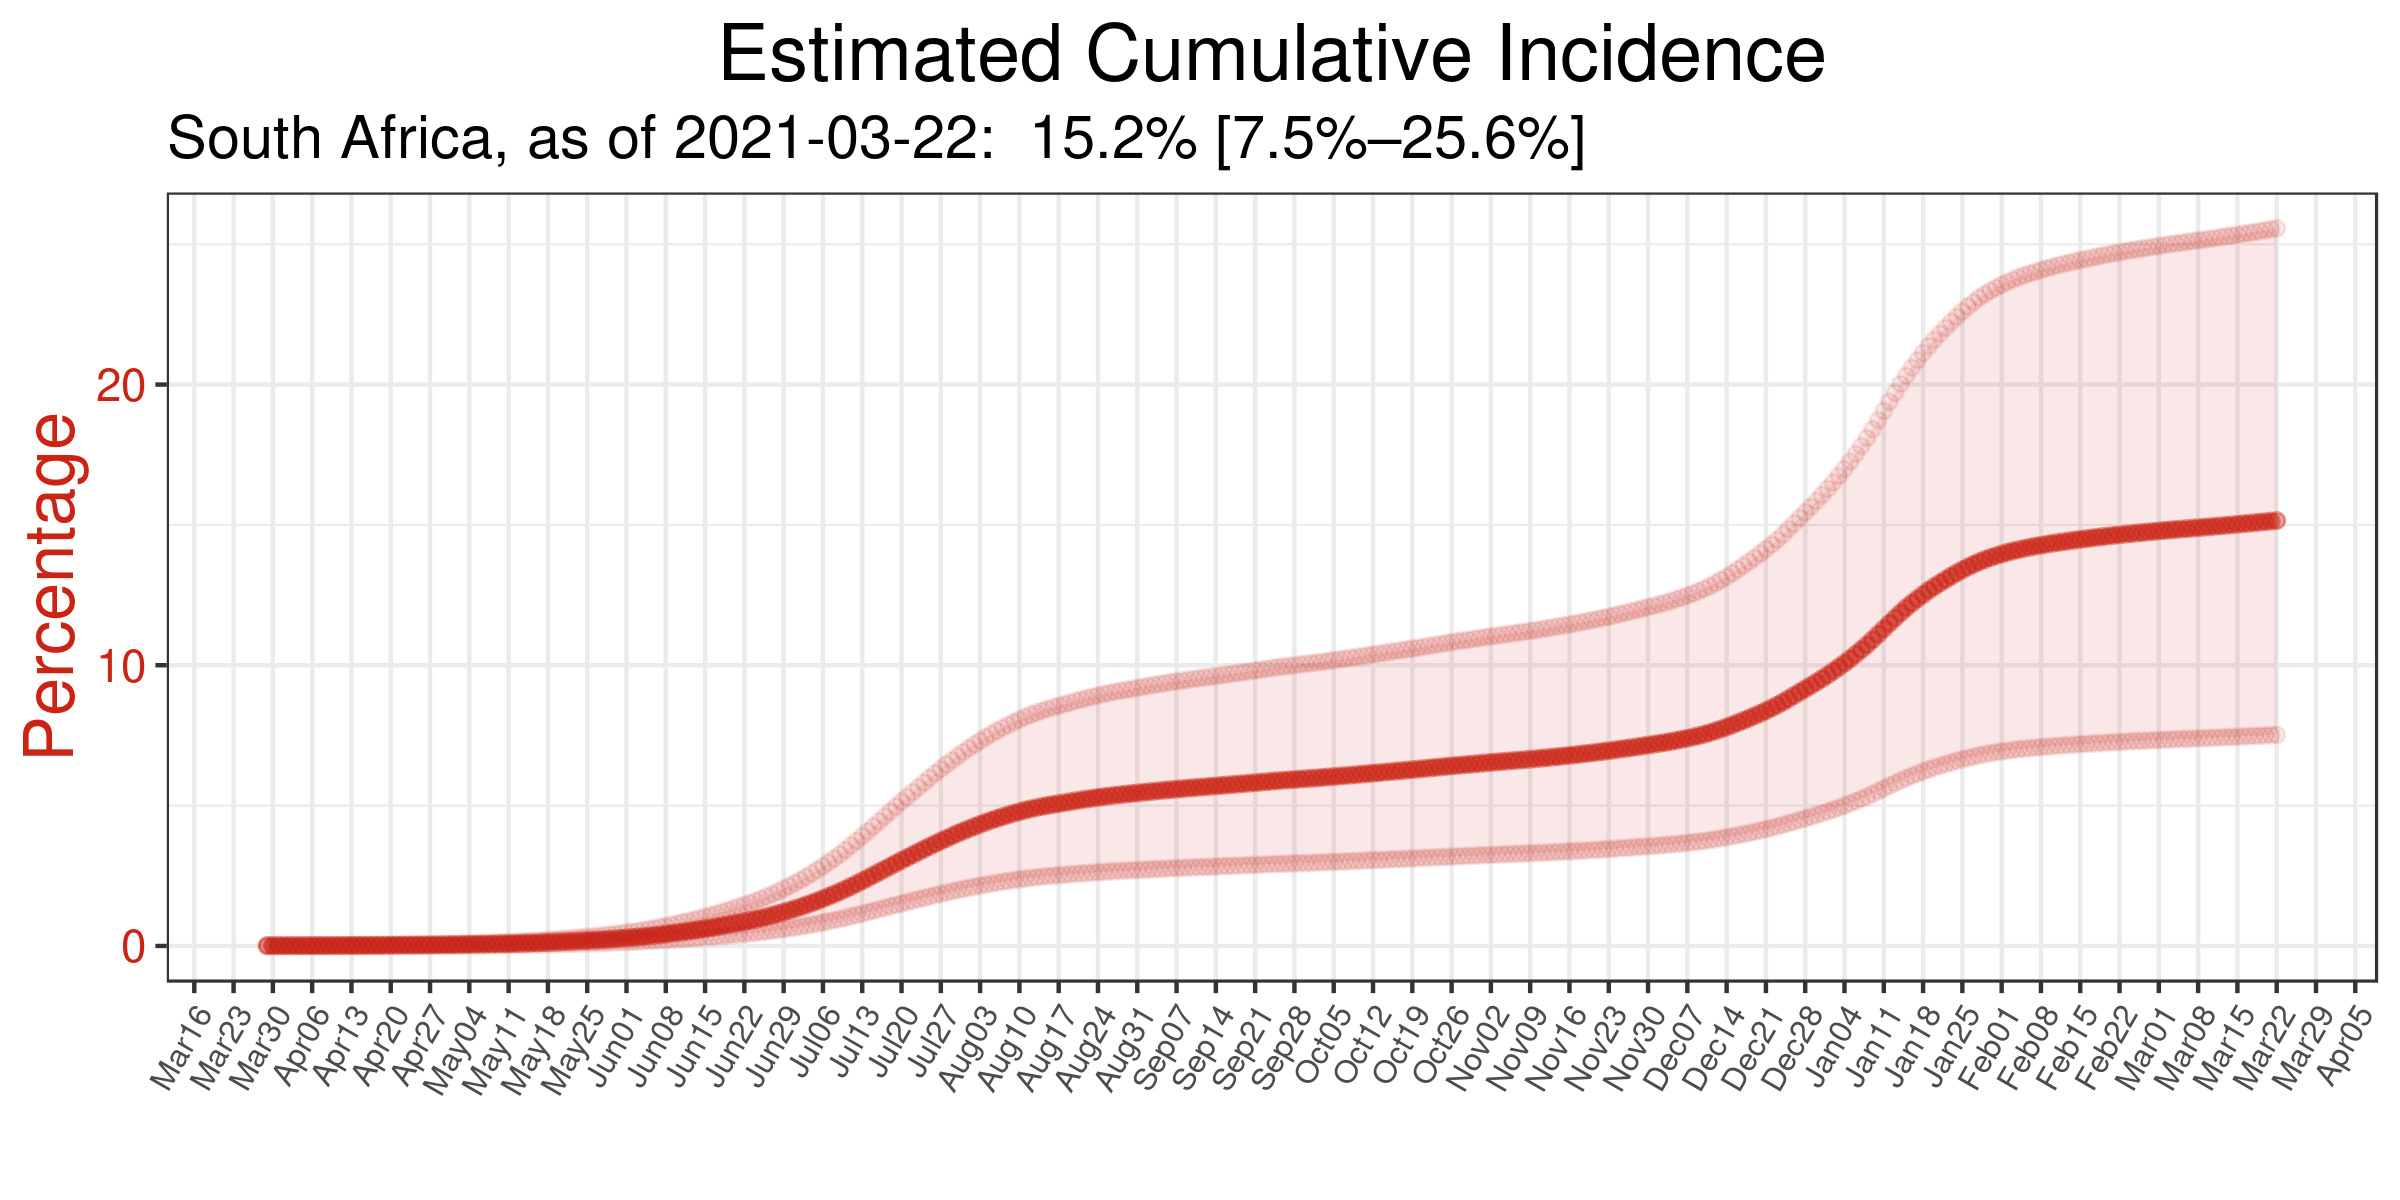 Estimated Cumulative Incidence
South Africa, as of 2021-03-22:  15.2% [7.5%–25.6%]
Percentage
20
10
0
Mar16
Mar23
Mar30
Apr06
Apr13
Apr20
Apr27
May04
May11
May18
May25
Jun01
Jun08
Jun15
Jun22
Jun29
Jul06
Jul13
Jul20
Jul27
Aug03
Aug10
Aug17
Aug24
Aug31
Sep07
Sep14
Sep21
Sep28
Oct05
Oct12
Oct19
Oct26
Nov02
Nov09
Nov16
Nov23
Nov30
Dec07
Dec14
Dec21
Dec28
Jan04
Jan11
Jan18
Jan25
Feb01
Feb08
Feb15
Feb22
Mar01
Mar08
Mar15
Mar22
Mar29
Apr05